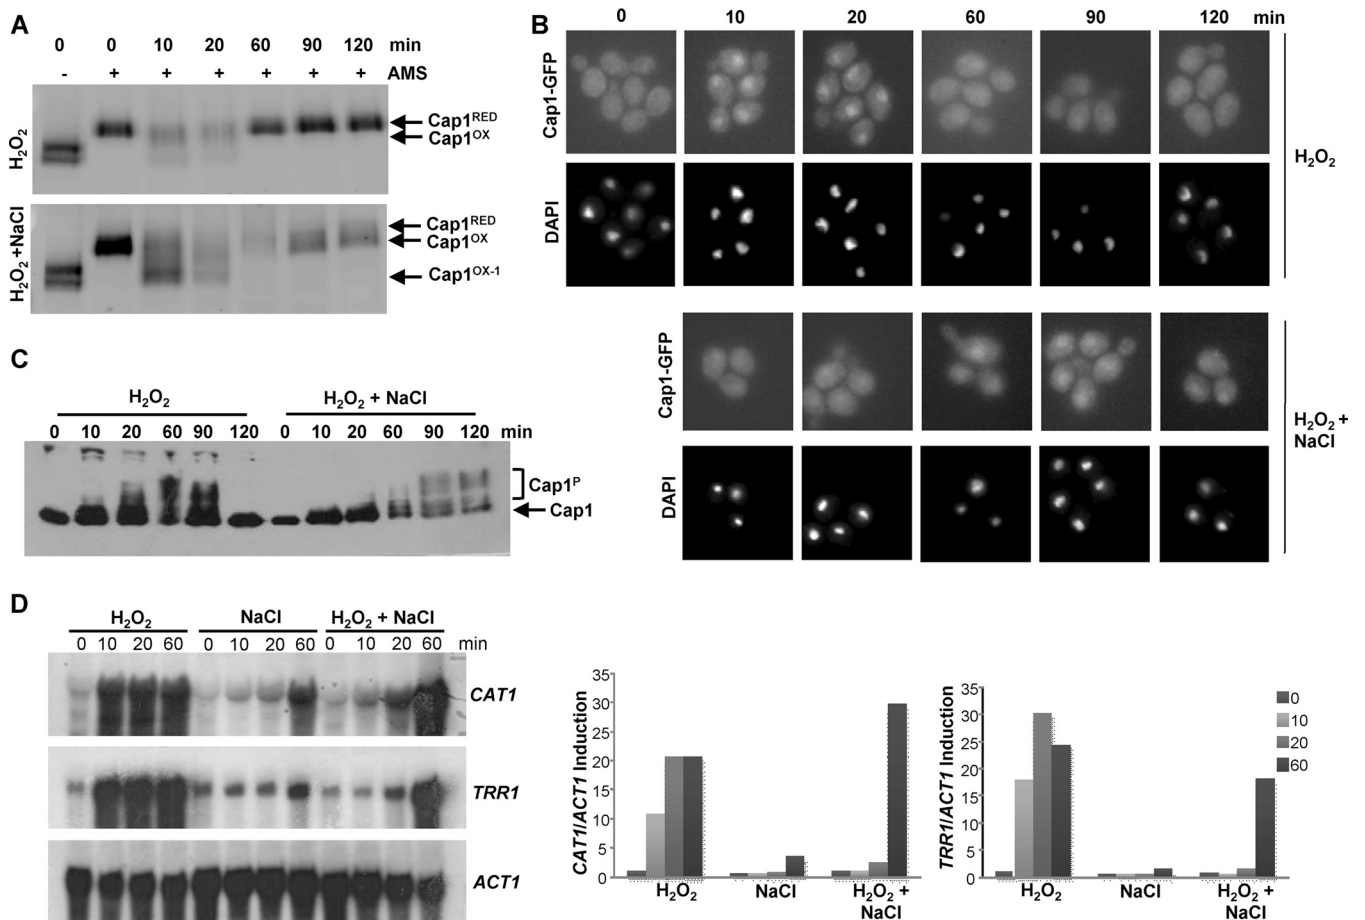 A
0 0 10 20 60 90 120 min
- + + + + + + AMS
H2O2
Cap1RED
Cap1OX
H2O2 +NaCl
Cap1RED
Cap1OX
Cap1OX-1
B
0 10 20 60 90 120 min
Cap1-GFP
DAPI
H2O2
Cap1-GFP
DAPI
H2O2 +
NaCl
C
H2O2 H2O2 + NaCl
0 10 20 60 90 120 0 10 20 60 90 120 min
Cap1P
Cap1
D
H2O2 NaCl H2O2 + NaCl
0 10 20 60 0 10 20 60 0 10 20 60 min
CAT1
TRR1
ACT1
CAT1/ACT1 Induction
35
30
25
20
15
10
5
0
H2O2 NaCl H2O2 +
NaCl
TRR1/ACT1 Induction
35
30
25
20
15
10
5
0
H2O2 NaCl H2O2 +
NaCl
0
10
20
60